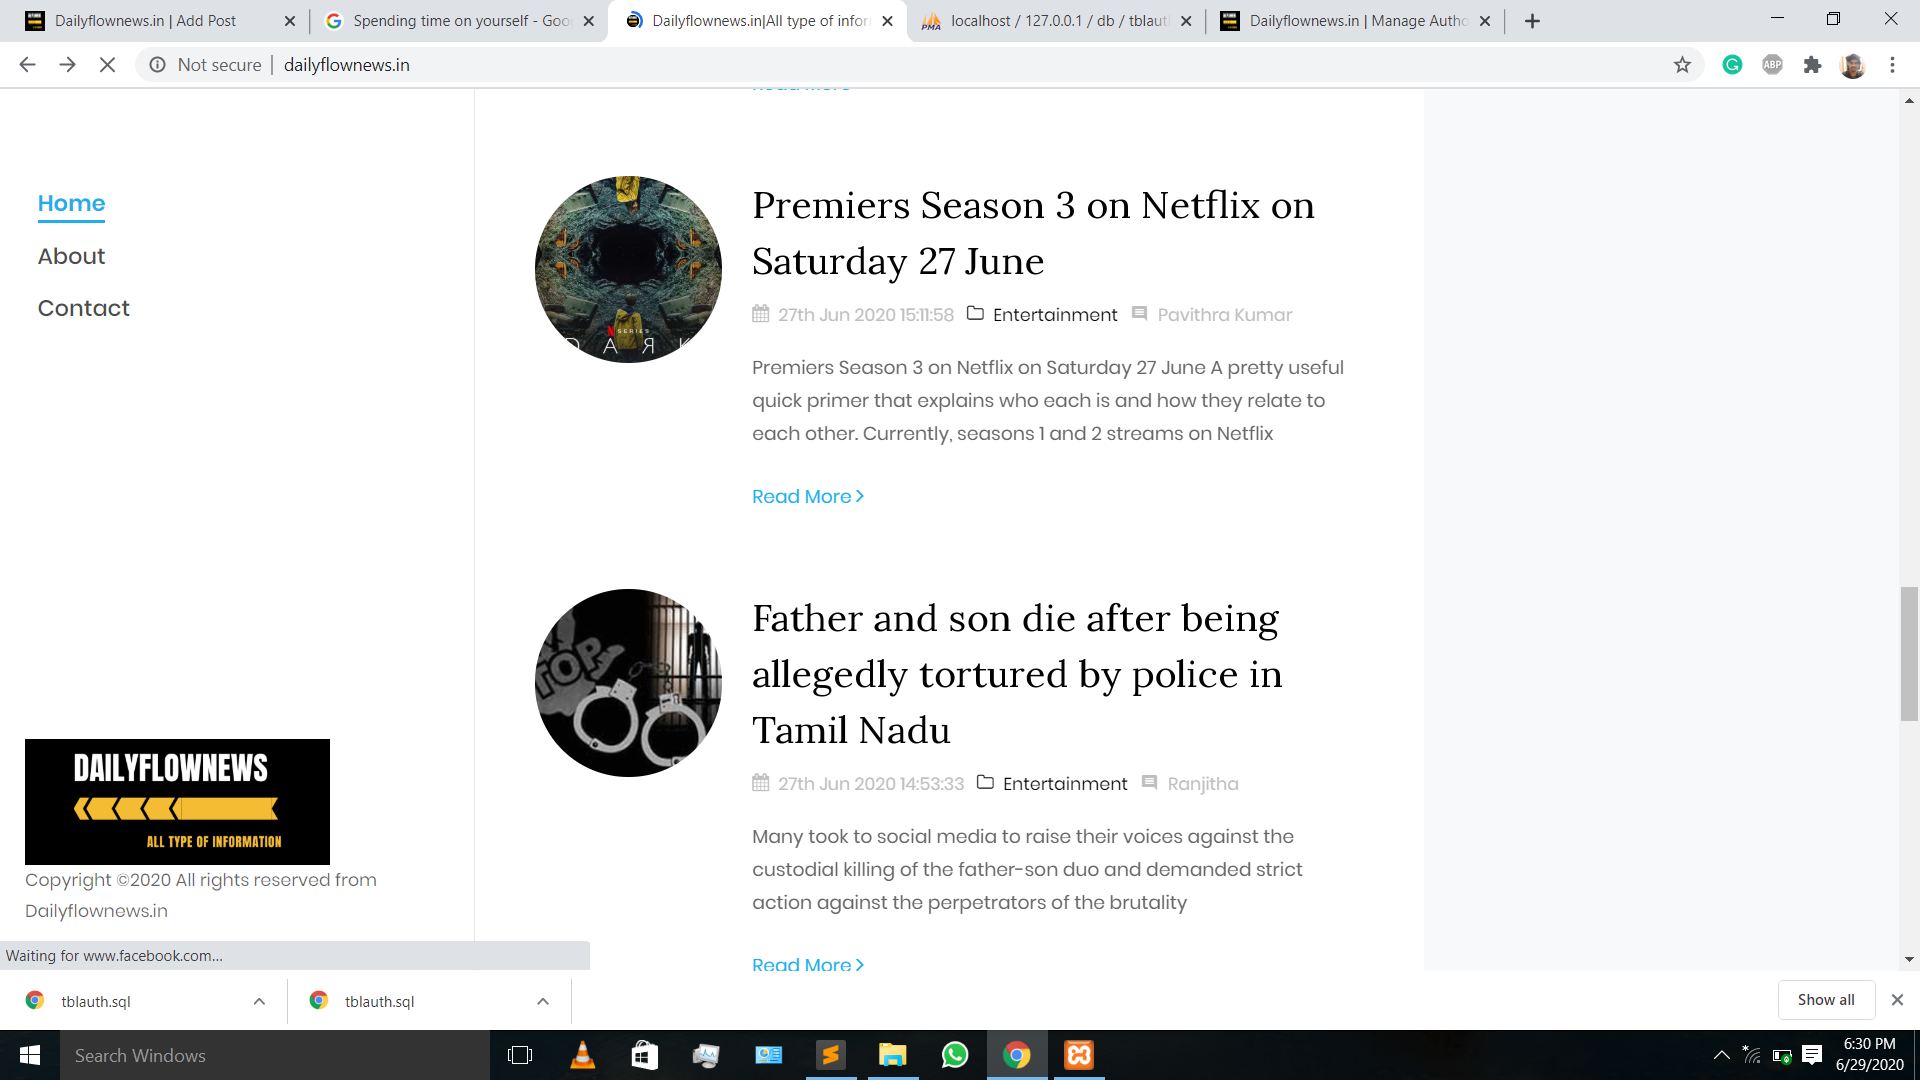 Dailyflownews.in | Add Post
Spending time on yourself - Goo
Dailyflownews.in|All type of infor
localhost / 127.0.0.1 / db / tblaut
Dailyflownews.in | Manage Autho
Not secure | dailyflownews.in
ABP
Read More
Home
About
Contact
N SERIES
DARK
Premiers Season 3 on Netflix on
Saturday 27 June
27th Jun 2020 15:11:58 Entertainment Pavithra Kumar
Premiers Season 3 on Netflix on Saturday 27 June A pretty useful
quick primer that explains who each is and how they relate to
each other. Currently, seasons 1 and 2 streams on Netflix
Read More
TOP
Father and son die after being
allegedly tortured by police in
Tamil Nadu
27th Jun 2020 14:53:33 Entertainment Ranjitha
Many took to social media to raise their voices against the
custodial killing of the father-son duo and demanded strict
action against the perpetrators of the brutality
Read More
DAILYFLOWNEWS
ALL TYPE OF INFORMATION
Copyright ©2020 All rights reserved from
Dailyflownews.in
Waiting for www.facebook.com...
tblauth.sql
tblauth.sql
Show all
Search Windows
6:30 PM
6/29/2020